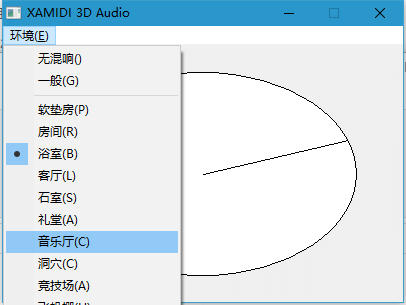 XAMIDI 3D Audio
环境(E)
无混响()
一般(G)
软垫房(P)
房间(R)
浴室(B)
客厅(L)
石室(S)
礼堂(A)
音乐厅(C)
洞穴(C)
竞技场(A)